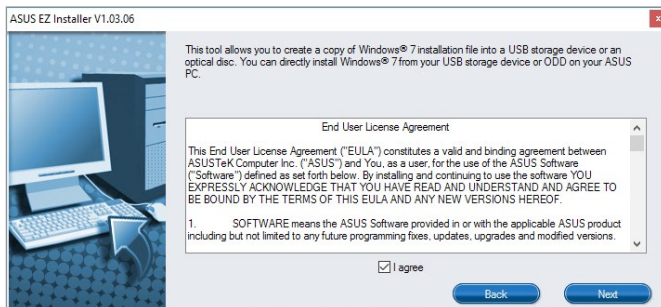 ASUS EZ Installer V1.03.06
This tool allows you to create a copy of Windows® 7 installation file into a USB storage device or an
optical disc. You can directly install Windows® 7 from your USB storage device or ODD on your ASUS
PC.
End User License Agreement
This End User License Agreement ("EULA") constitutes a valid and binding agreement between
ASUSTeK Computer Inc. ("ASUS") and You, as a user, for the use of the ASUS Software
("Software") defined as set forth below. By installing and continuing to use the software YOU
EXPRESSLY ACKNOWLEDGE THAT YOU HAVE READ AND UNDERSTAND AND AGREE TO
BE BOUND BY THE TERMS OF THIS EULA AND ANY NEW VERSIONS HEREOF.
1. SOFTWARE means the ASUS Software provided in or with the applicable ASUS product
including but not limited to any future programming fixes, updates, upgrades and modified versions.
I agree
Back Next